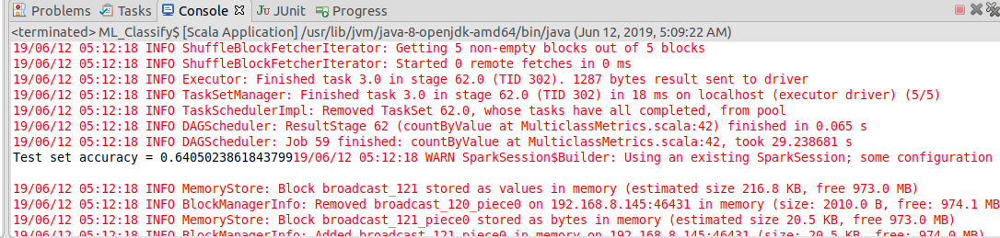 Problems Tasks Console JUnit Progress
<terminated> ML_Classify$ [Scala Application] /usr/lib/jvm/java-8-openjdk-amd64/bin/java (Jun 12, 2019, 5:09:22 AM)
19/06/12 05:12:18 INFO ShuffleBlockFetcherIterator: Getting 5 non-empty blocks out of 5 blocks
19/06/12 05:12:18 INFO ShuffleBlockFetcherIterator: Started 0 remote fetches in 0 ms
19/06/12 05:12:18 INFO Executor: Finished task 3.0 in stage 62.0 (TID 302). 1287 bytes result sent to driver
19/06/12 05:12:18 INFO TaskSetManager: Finished task 3.0 in stage 62.0 (TID 302) in 18 ms on localhost (executor driver) (5/5)
19/06/12 05:12:18 INFO TaskSchedulerImpl: Removed TaskSet 62.0, whose tasks have all completed, from pool
19/06/12 05:12:18 INFO DAGScheduler: ResultStage 62 (countByValue at MulticlassMetrics.scala:42) finished in 0.065 s
19/06/12 05:12:18 INFO DAGScheduler: Job 59 finished: countByValue at MulticlassMetrics.scala:42, took 29.238681 s
Test set accuracy = 0.640502386184379919/06/12 05:12:18 WARN SparkSession$Builder: Using an existing SparkSession; some configuration
19/06/12 05:12:18 INFO MemoryStore: Block broadcast_121 stored as values in memory (estimated size 216.8 KB, free 973.0 MB)
19/06/12 05:12:18 INFO BlockManagerInfo: Removed broadcast_120_piece0 on 192.168.8.145:46431 in memory (size: 2010.0 B, free: 974.1 MB
19/06/12 05:12:18 INFO MemoryStore: Block broadcast_121_piece0 stored as bytes in memory (estimated size 20.5 KB, free 973.0 MB)
19/06/12 05:12:18 INFO BlockManagerInfo: Added broadcast_121_piece0 in memory on 192.168.8.145:46431 (size: 20.5 KB, free: 974.0 MB)